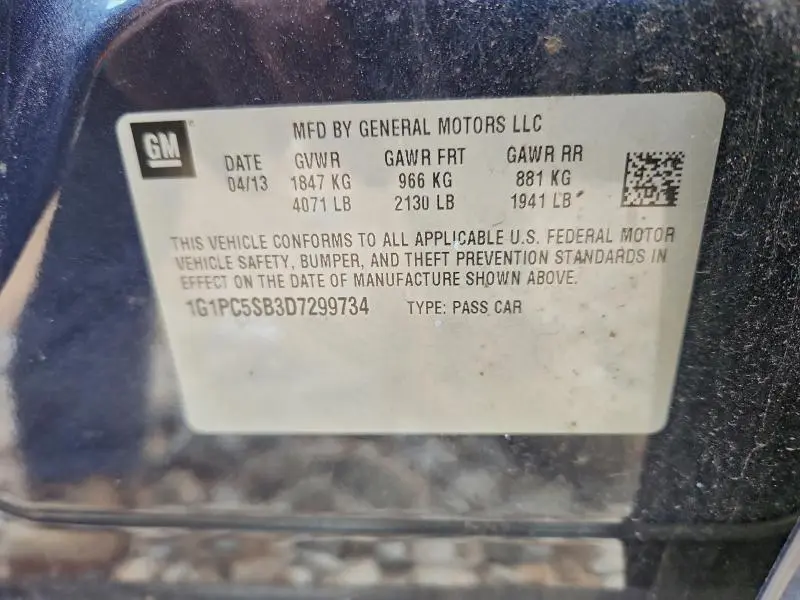 GM
MFD BY GENERAL MOTORS LLC
DATE GVWR GAWR FRT GAWR RR
04/13 1847 KG 966 KG 881 KG
4071 LB 2130 LB 1941 LB
THIS VEHICLE CONFORMS TO ALL APPLICABLE U.S. FEDERAL MOTOR
VEHICLE SAFETY, BUMPER, AND THEFT PREVENTION STANDARDS IN
EFFECT ON THE DATE OF MANUFACTURE SHOWN ABOVE.
1G1PC5SB3D7299734 TYPE: PASS CAR